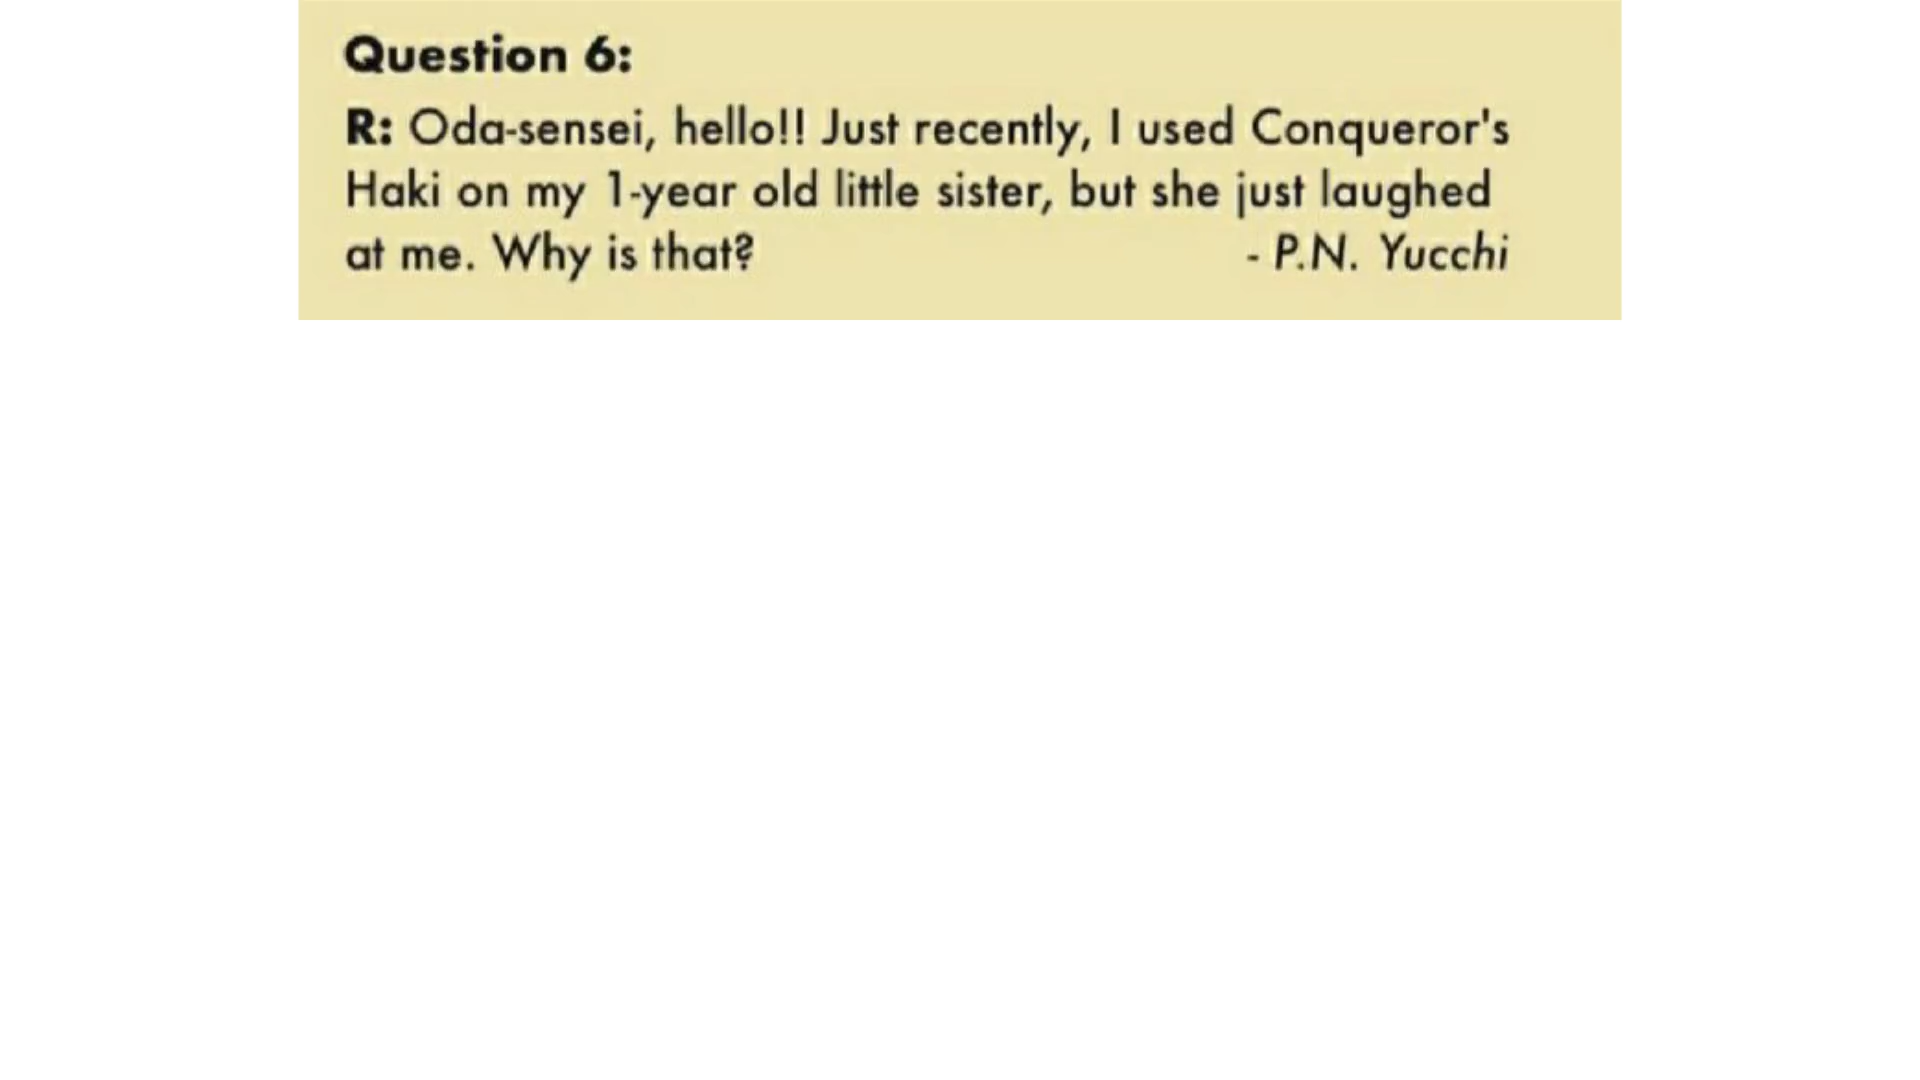 Question 6:
R: Oda-sensei, hello!! Just recently, I used Conqueror's
Haki on my 1-year old little sister, but she just laughed
at me. Why is that? - P.N. Yucchi